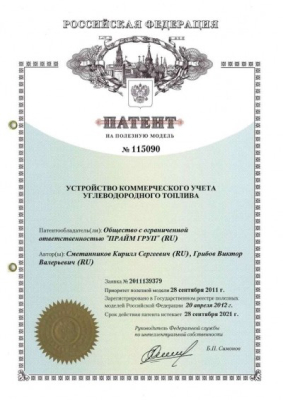 РОССИЙСКАЯ ФЕДЕРАЦИЯ
ПАТЕНТ
НА ПОЛЕЗНУЮ МОДЕЛЬ
№ 115090
УСТРОЙСТВО КОММЕРЧЕСКОГО УЧЕТА
УГЛЕВОДОРОДНОГО ТОПЛИВА
Патентообладатель(ли): Общество с ограниченной
ответственностью "ПРАЙМ ГРУП" (RU)
Автор(ы): Сметанников Кирилл Сергеевич (RU), Грибов Виктор
Валерьевич (RU)
Заявка № 2011139379
Приоритет полезной модели 28 сентября 2011 г.
Зарегистрировано в Государственном реестре полезных
моделей Российской Федерации 20 апреля 2012 г.
Срок действия патента истекает 28 сентября 2021 г.
Руководитель Федеральной службы
по интеллектуальной собственности
Б.П. Симонов